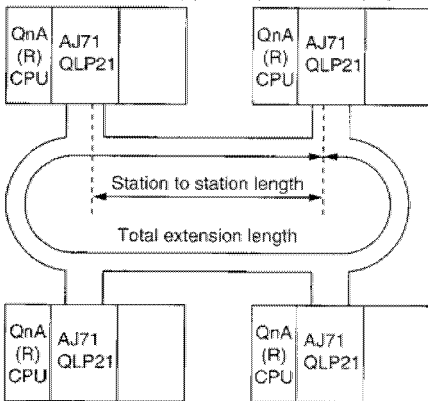 QnA
(R)
CPU
AJ71
QLP21
QnA
(R)
CPU
AJ71
QLP21
Station to station length
Total extension length
QnA
(R)
CPU
AJ71
QLP21
QnA
(R)
CPU
AJ71
QLP21